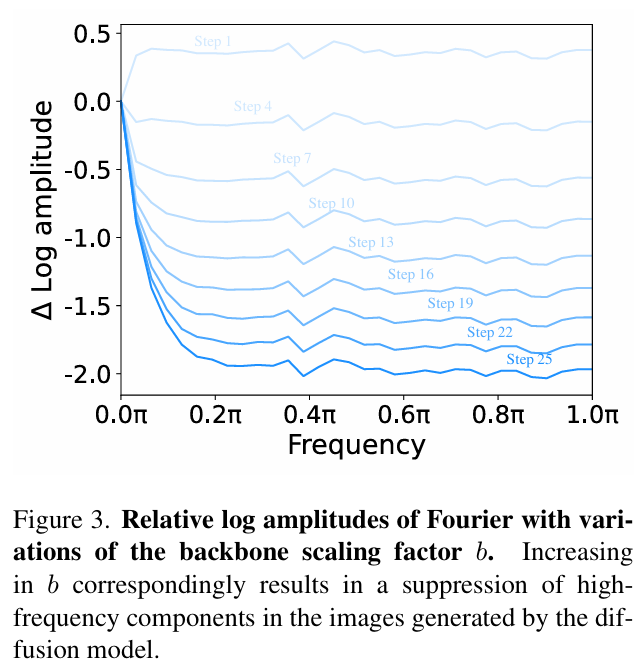 0.5
0.0
-0.5
-1.0
-1.5
-2.0
Δ Log amplitude
Step 1
Step 4
Step 7
Step 10
Step 13
Step 16
Step 19
Step 22
Step 25
0.0π 0.2π 0.4π 0.6π 0.8π 1.0π
Frequency
Figure 3. Relative log amplitudes of Fourier with vari-
ations of the backbone scaling factor b. Increasing
in b correspondingly results in a suppression of high-
frequency components in the images generated by the dif-
fusion model.